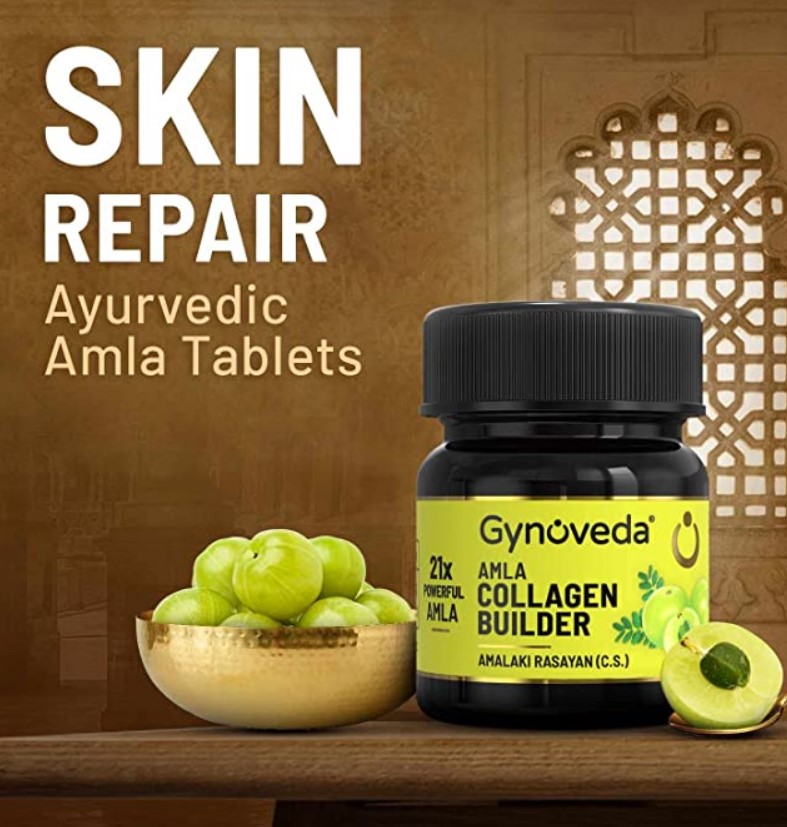 SKIN
REPAIR
Ayurvedic
Amla Tablets
Gynoveda®
21x
POWERFUL
AMLA
AMLA
COLLAGEN
BUILDER
AMALAKI RASAYAN (C.S.)